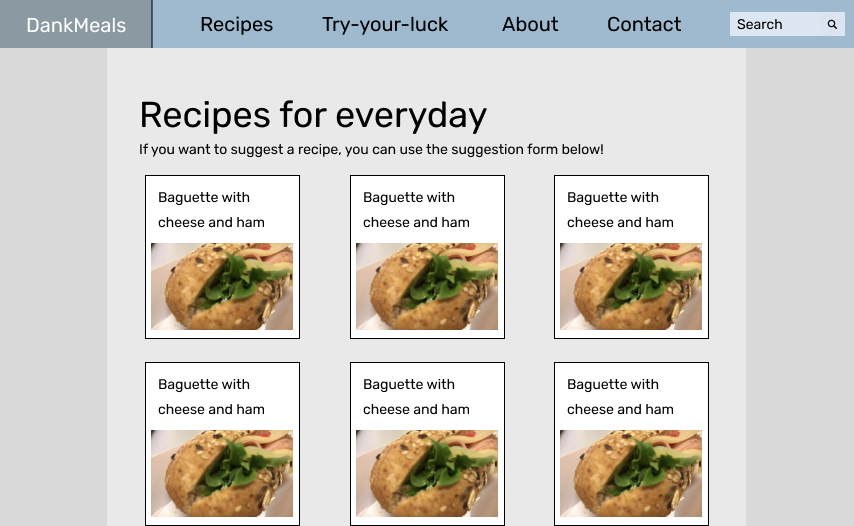 DankMeals Recipes Try-your-luck About Contact Search
Recipes for everyday
If you want to suggest a recipe, you can use the suggestion form below!
Baguette with
cheese and ham
Baguette with
cheese and ham
Baguette with
cheese and ham
Baguette with
cheese and ham
Baguette with
cheese and ham
Baguette with
cheese and ham